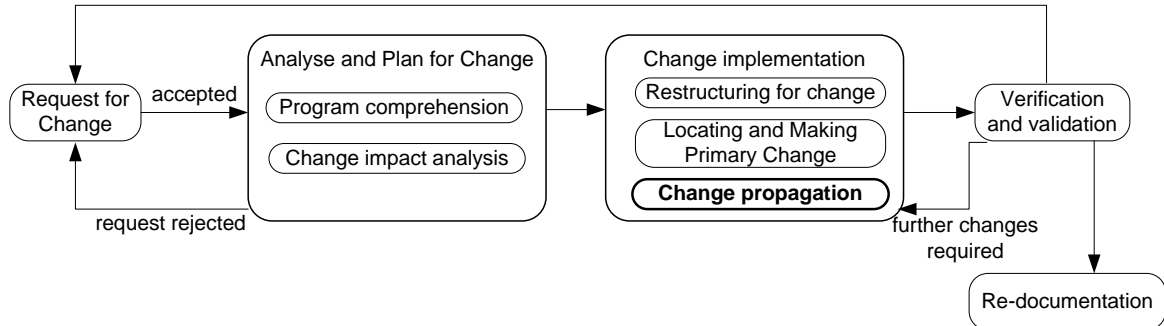 Request for
Change
accepted
request rejected
Analyse and Plan for Change
Program comprehension
Change impact analysis
Change implementation
Restructuring for change
Locating and Making
Primary Change
Change propagation
Verification
and validation
further changes
required
Re-documentation